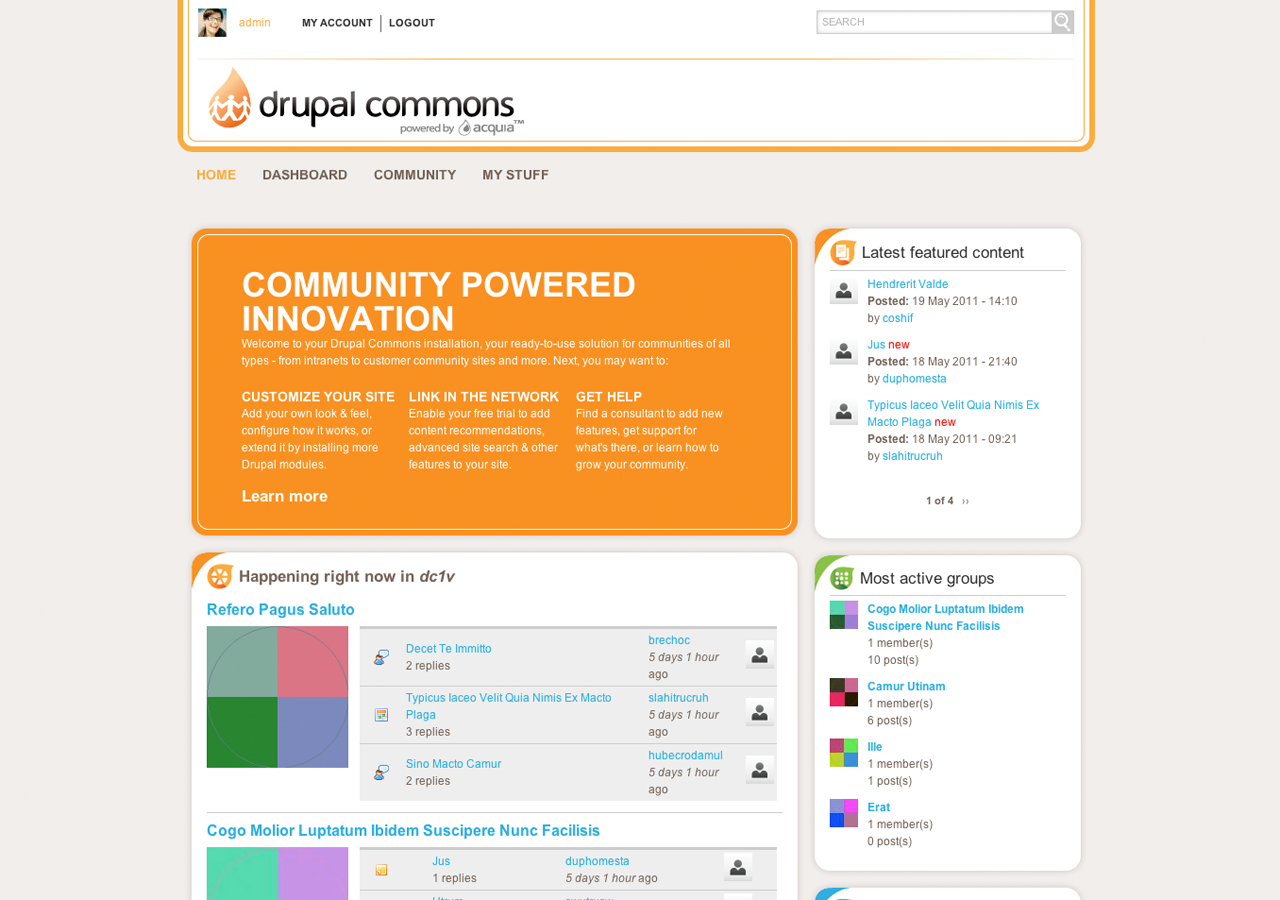 admin
MY ACCOUNT
LOGOUT
SEARCH
drupal commons
powered by acquia™
HOME
DASHBOARD
COMMUNITY
MY STUFF
COMMUNITY POWERED
INNOVATION
Welcome to your Drupal Commons installation, your ready-to-use solution for communities of all
types - from intranets to customer community sites and more. Next, you may want to:
CUSTOMIZE YOUR SITE
Add your own look & feel,
configure how it works, or
extend it by installing more
Drupal modules.
LINK IN THE NETWORK
Enable your free trial to add
content recommendations,
advanced site search & other
features to your site.
GET HELP
Find a consultant to add new
features, get support for
what's there, or learn how to
grow your community.
Learn more
Latest featured content
Hendrerit Valde
Posted: 19 May 2011 - 14:10
by coshif
Jus new
Posted: 18 May 2011 - 21:40
by duphomesta
Typicus Iaceo Velit Quia Nimis Ex
Macto Plaga new
Posted: 18 May 2011 - 09:21
by slahitrucruh
1 of 4 ››
Happening right now in dc1v
Refero Pagus Saluto
Decet Te Immitto
2 replies
brechoc
5 days 1 hour
ago
Typicus Iaceo Velit Quia Nimis Ex Macto
Plaga
3 replies
slahitrucruh
5 days 1 hour
ago
Sino Macto Camur
2 replies
hubecrodamul
5 days 1 hour
ago
Cogo Molior Luptatum Ibidem Suscipere Nunc Facilisis
Jus
1 replies
duphomesta
5 days 1 hour ago
Most active groups
Cogo Molior Luptatum Ibidem
Suscipere Nunc Facilisis
1 member(s)
10 post(s)
Camur Utinam
1 member(s)
6 post(s)
Ille
1 member(s)
1 post(s)
Erat
1 member(s)
0 post(s)